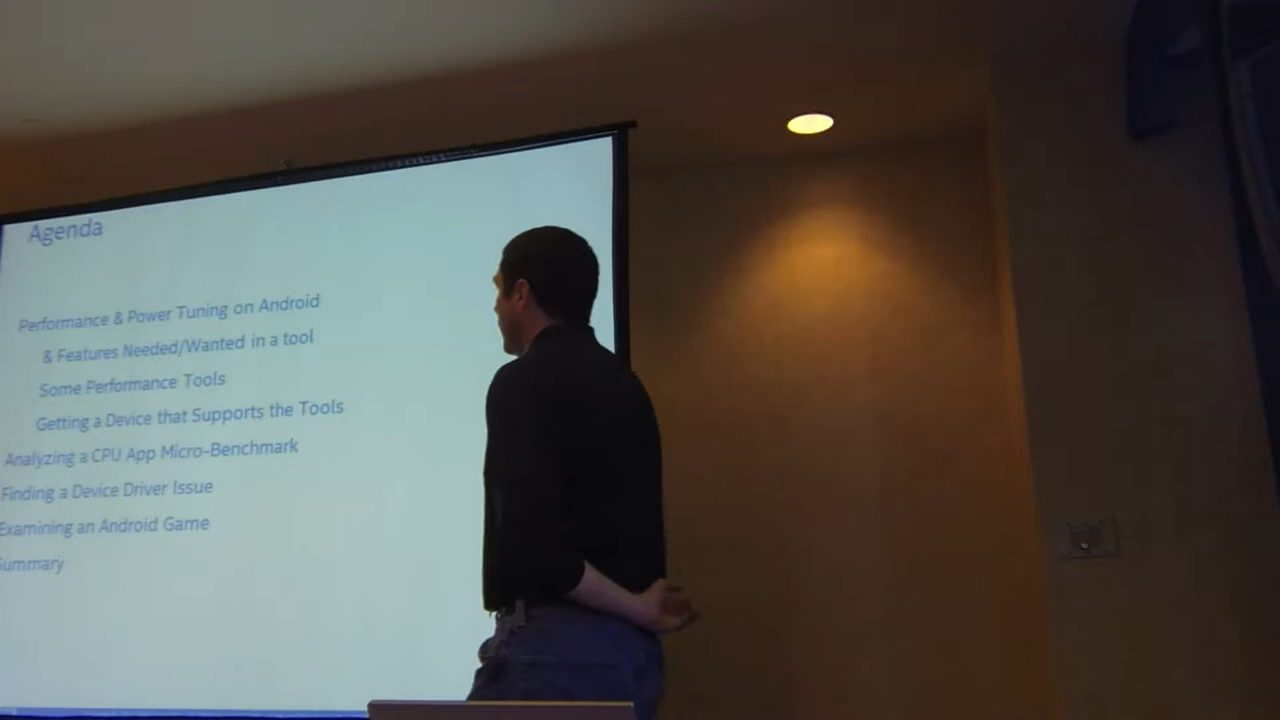 Agenda
Performance & Power Tuning on Android
& Features Needed/Wanted in a tool
Some Performance Tools
Getting a Device that Supports the Tools
Analyzing a CPU App Micro-Benchmark
Finding a Device Driver Issue
Examining an Android Game
Summary